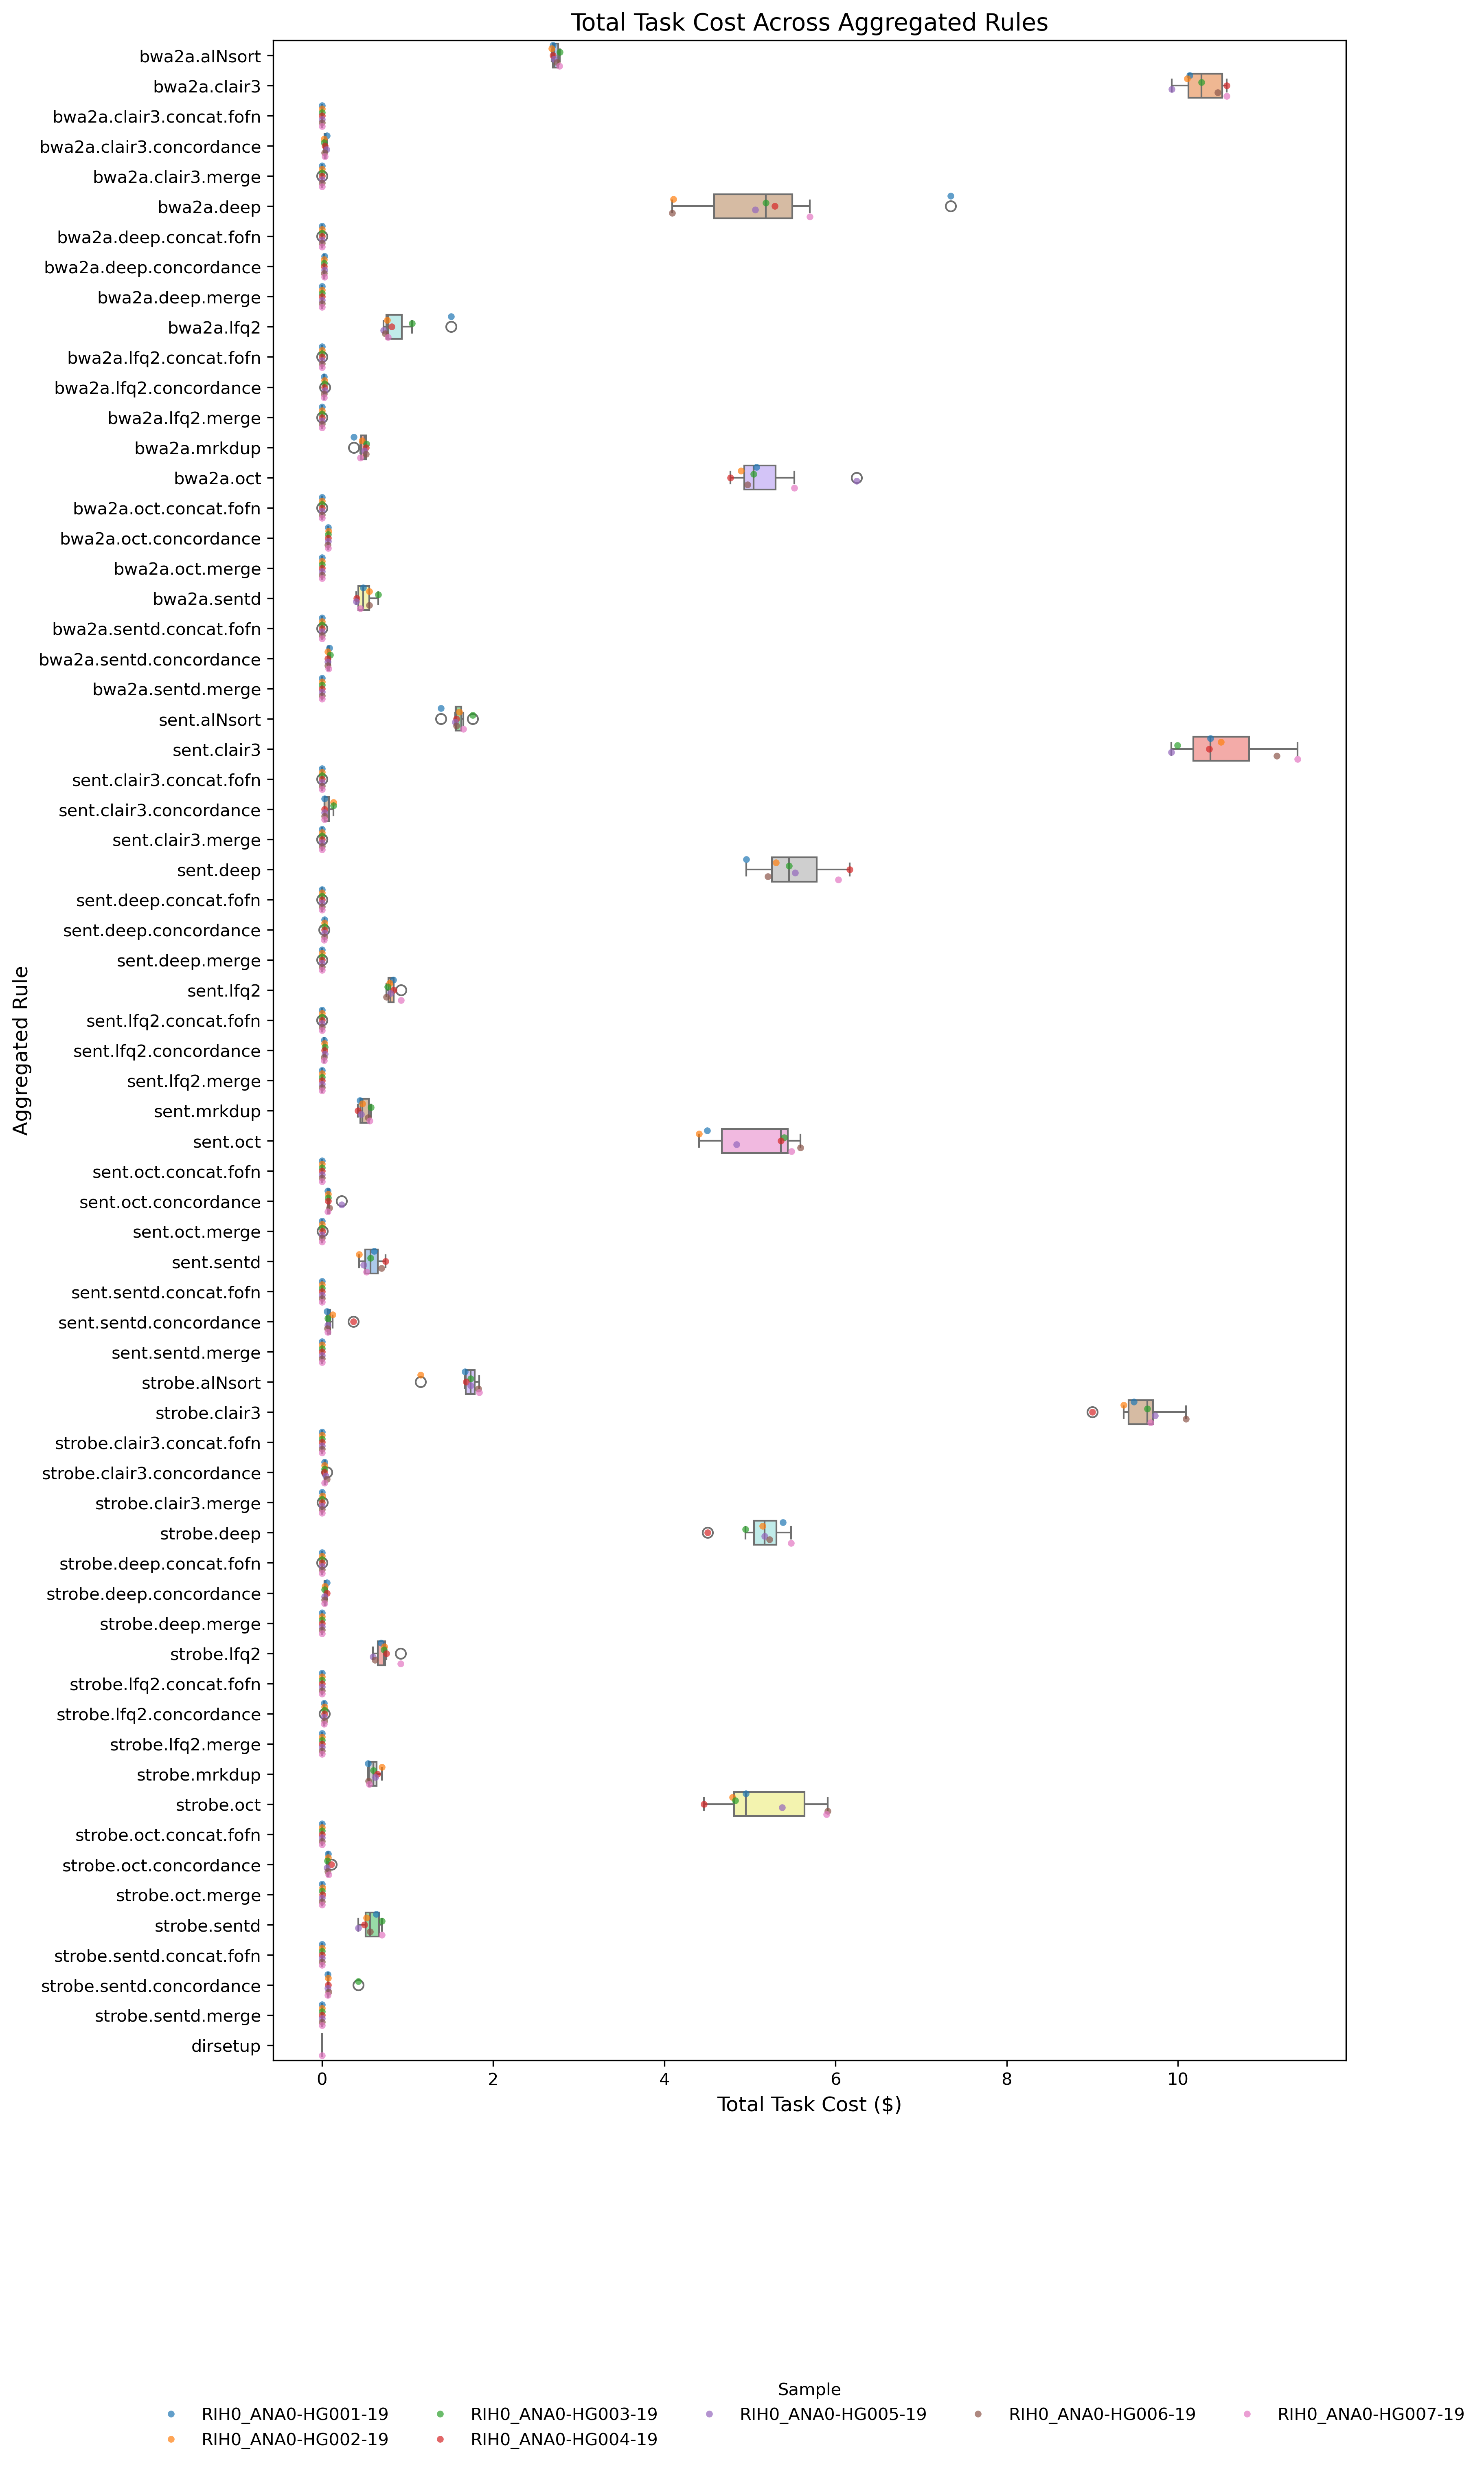 Total Task Cost Across Aggregated Rules
bwa2a.alNsort
bwa2a.clair3
bwa2a.clair3.concat.fofn
bwa2a.clair3.concordance
bwa2a.clair3.merge
bwa2a.deep
bwa2a.deep.concat.fofn
bwa2a.deep.concordance
bwa2a.deep.merge
bwa2a.lfq2
bwa2a.lfq2.concat.fofn
bwa2a.lfq2.concordance
bwa2a.lfq2.merge
bwa2a.mrkdup
bwa2a.oct
bwa2a.oct.concat.fofn
bwa2a.oct.concordance
bwa2a.oct.merge
bwa2a.sentd
bwa2a.sentd.concat.fofn
bwa2a.sentd.concordance
bwa2a.sentd.merge
sent.alNsort
sent.clair3
sent.clair3.concat.fofn
sent.clair3.concordance
sent.clair3.merge
sent.deep
sent.deep.concat.fofn
sent.deep.concordance
sent.deep.merge
sent.lfq2
sent.lfq2.concat.fofn
sent.lfq2.concordance
sent.lfq2.merge
sent.mrkdup
sent.oct
sent.oct.concat.fofn
sent.oct.concordance
sent.oct.merge
sent.sentd
sent.sentd.concat.fofn
sent.sentd.concordance
sent.sentd.merge
strobe.alNsort
strobe.clair3
strobe.clair3.concat.fofn
strobe.clair3.concordance
strobe.clair3.merge
strobe.deep
strobe.deep.concat.fofn
strobe.deep.concordance
strobe.deep.merge
strobe.lfq2
strobe.lfq2.concat.fofn
strobe.lfq2.concordance
strobe.lfq2.merge
strobe.mrkdup
strobe.oct
strobe.oct.concat.fofn
strobe.oct.concordance
strobe.oct.merge
strobe.sentd
strobe.sentd.concat.fofn
strobe.sentd.concordance
strobe.sentd.merge
dirsetup
Aggregated Rule
0 2 4 6 8 10
Total Task Cost ($)
Sample
RIH0_ANA0-HG001-19 RIH0_ANA0-HG003-19 RIH0_ANA0-HG005-19 RIH0_ANA0-HG006-19 RIH0_ANA0-HG007-19
RIH0_ANA0-HG002-19 RIH0_ANA0-HG004-19